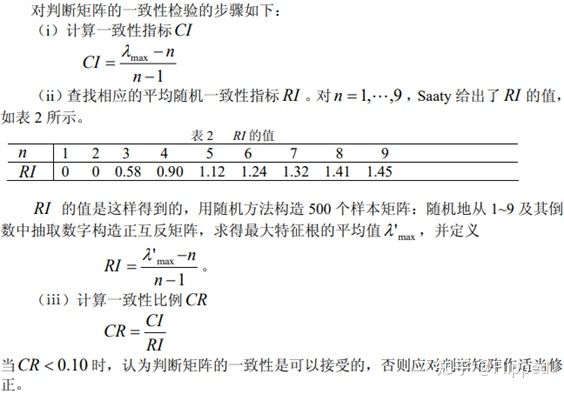 对判断矩阵的一致性检验的步骤如下：
（i）计算一致性指标 CI
CI = (λmax − n) / (n − 1)
（ii）查找相应的平均随机一致性指标 RI 。对 n = 1,⋯,9 ，Saaty 给出了 RI 的值，
如表 2 所示。
表 2 RI 的值
n 1 2 3 4 5 6 7 8 9
RI 0 0 0.58 0.90 1.12 1.24 1.32 1.41 1.45
RI 的值是这样得到的，用随机方法构造 500 个样本矩阵：随机地从 1~9 及其倒
数中抽取数字构造正互反矩阵，求得最大特征根的平均值 λ'max ，并定义
RI = (λ'max − n) / (n − 1) 。
（iii）计算一致性比例 CR
CR = CI / RI
当 CR < 0.10 时，认为判断矩阵的一致性是可以接受的，否则应对判断矩阵作适当修
正。
知乎 @Flipped